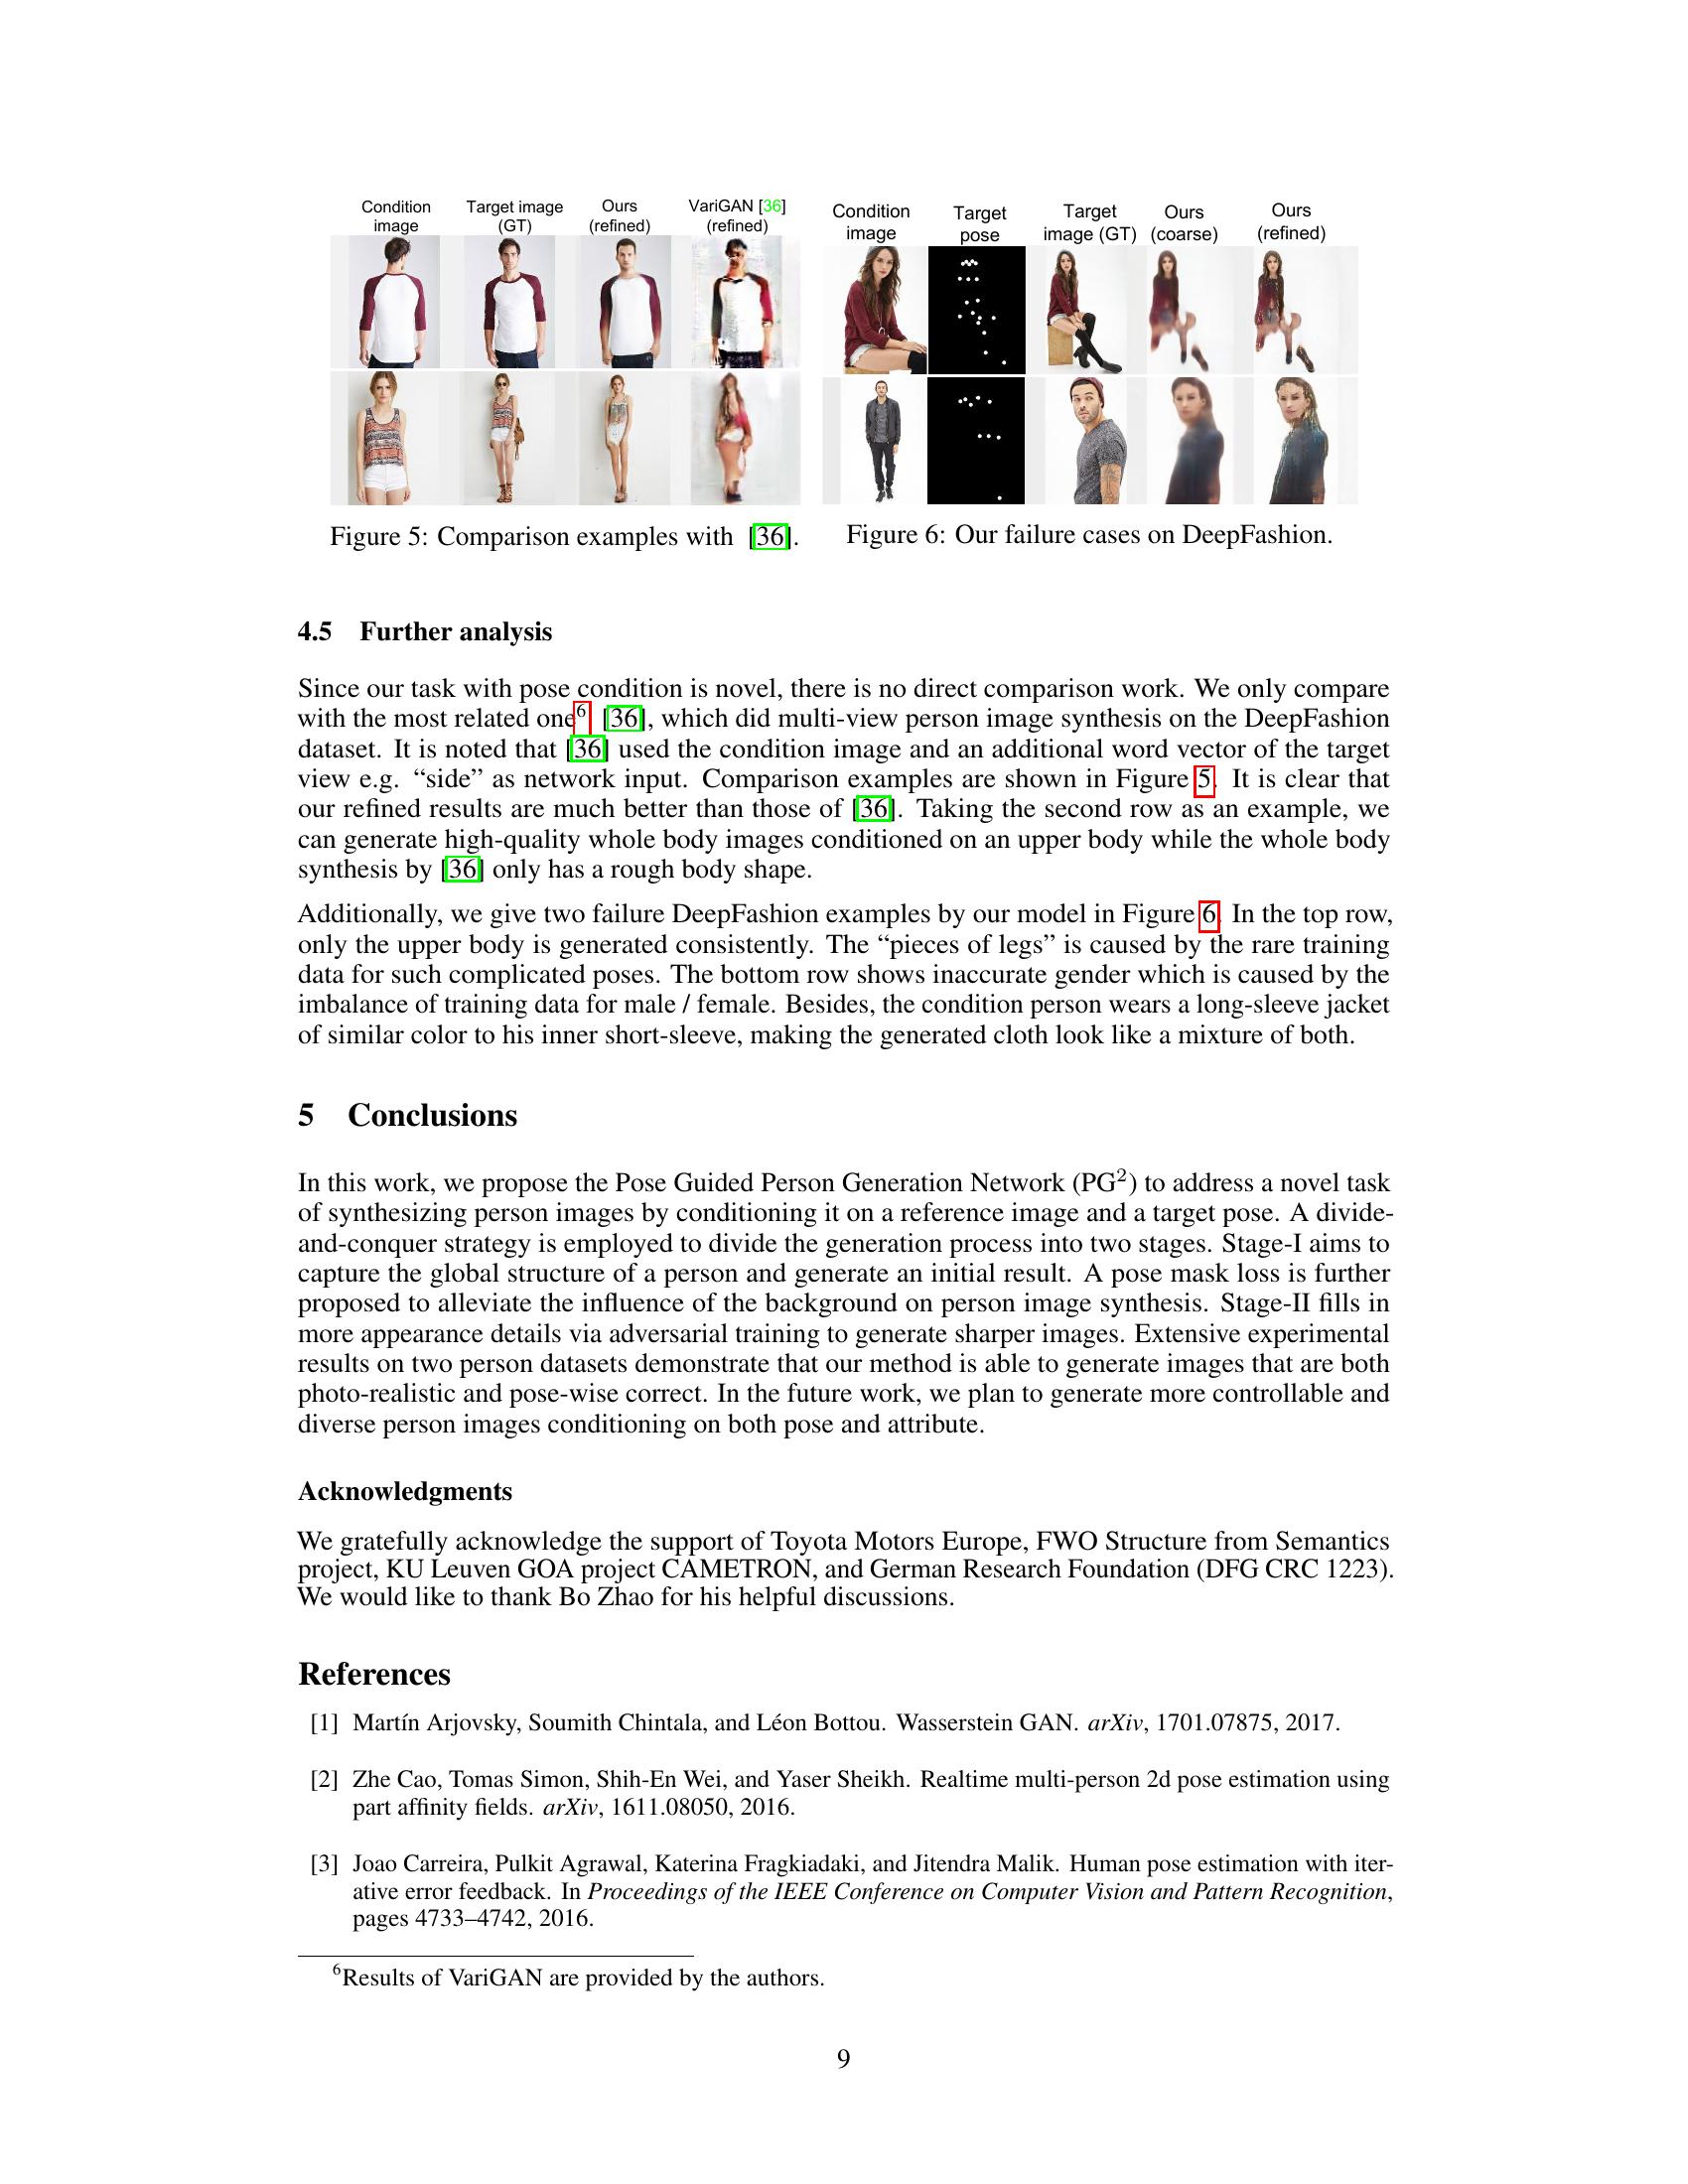 Condition
image
Target image
(GT)
Ours
(refined)
VariGAN [36]
(refined)
Condition
image
Target
pose
Target
image (GT)
Ours
(coarse)
Ours
(refined)
Figure 5: Comparison examples with [36].
Figure 6: Our failure cases on DeepFashion.
4.5 Further analysis
Since our task with pose condition is novel, there is no direct comparison work. We only compare
with the most related one6 [36], which did multi-view person image synthesis on the DeepFashion
dataset. It is noted that [36] used the condition image and an additional word vector of the target
view e.g. “side” as network input. Comparison examples are shown in Figure 5. It is clear that
our refined results are much better than those of [36]. Taking the second row as an example, we
can generate high-quality whole body images conditioned on an upper body while the whole body
synthesis by [36] only has a rough body shape.
Additionally, we give two failure DeepFashion examples by our model in Figure 6. In the top row,
only the upper body is generated consistently. The “pieces of legs” is caused by the rare training
data for such complicated poses. The bottom row shows inaccurate gender which is caused by the
imbalance of training data for male / female. Besides, the condition person wears a long-sleeve jacket
of similar color to his inner short-sleeve, making the generated cloth look like a mixture of both.
5 Conclusions
In this work, we propose the Pose Guided Person Generation Network (PG2) to address a novel task
of synthesizing person images by conditioning it on a reference image and a target pose. A divide-
and-conquer strategy is employed to divide the generation process into two stages. Stage-I aims to
capture the global structure of a person and generate an initial result. A pose mask loss is further
proposed to alleviate the influence of the background on person image synthesis. Stage-II fills in
more appearance details via adversarial training to generate sharper images. Extensive experimental
results on two person datasets demonstrate that our method is able to generate images that are both
photo-realistic and pose-wise correct. In the future work, we plan to generate more controllable and
diverse person images conditioning on both pose and attribute.
Acknowledgments
We gratefully acknowledge the support of Toyota Motors Europe, FWO Structure from Semantics
project, KU Leuven GOA project CAMETRON, and German Research Foundation (DFG CRC 1223).
We would like to thank Bo Zhao for his helpful discussions.
References
[1] Martín Arjovsky, Soumith Chintala, and Léon Bottou. Wasserstein GAN. arXiv, 1701.07875, 2017.
[2] Zhe Cao, Tomas Simon, Shih-En Wei, and Yaser Sheikh. Realtime multi-person 2d pose estimation using
part affinity fields. arXiv, 1611.08050, 2016.
[3] Joao Carreira, Pulkit Agrawal, Katerina Fragkiadaki, and Jitendra Malik. Human pose estimation with iter-
ative error feedback. In Proceedings of the IEEE Conference on Computer Vision and Pattern Recognition,
pages 4733–4742, 2016.
6Results of VariGAN are provided by the authors.
9